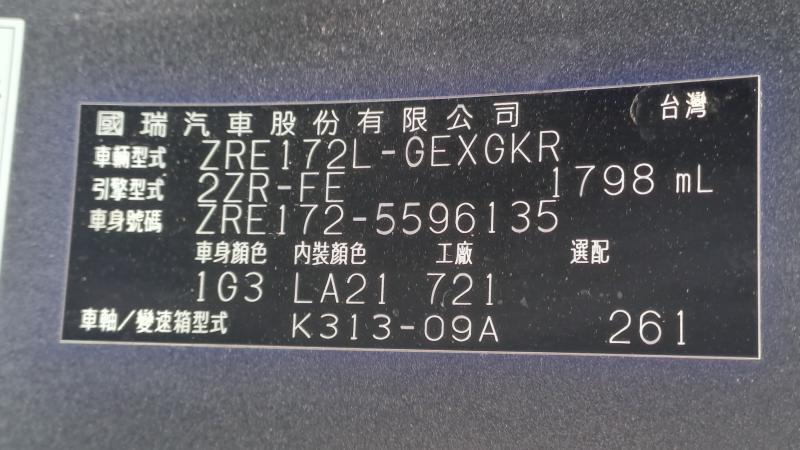 國瑞汽車股份有限公司 台灣
車輛型式 ZRE172L-GEXGKR
引擎型式 2ZR-FE 1798 mL
車身號碼 ZRE172-5596135
車身顏色 內裝顏色 工廠 選配
1G3 LA21 721
車軸/變速箱型式 K313-09A 261